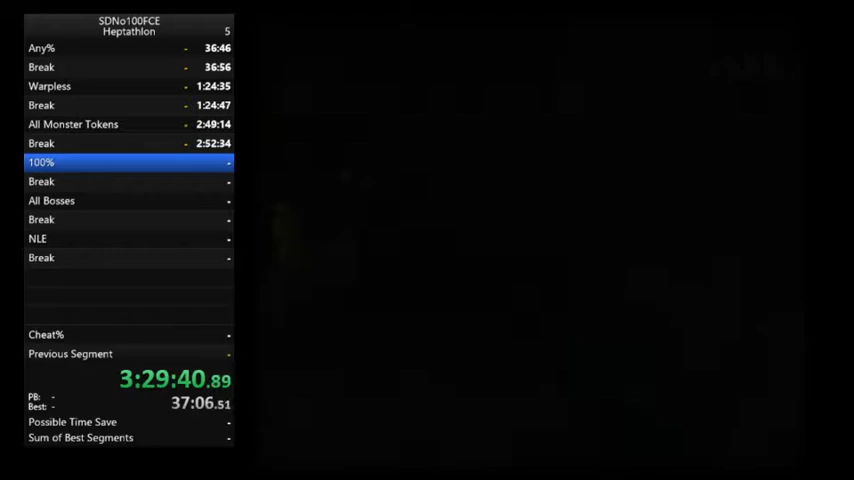 SDNo100FCE
Heptathlon 5
Any% - 36:46
Break - 36:56
Warpless - 1:24:35
Break - 1:24:47
All Monster Tokens - 2:49:14
Break - 2:52:34
100% -
Break -
All Bosses -
Break -
NLE -
Break -
Cheat% -
Previous Segment -
3:29:40.89
PB: -
Best: - 37:06.51
Possible Time Save -
Sum of Best Segments -